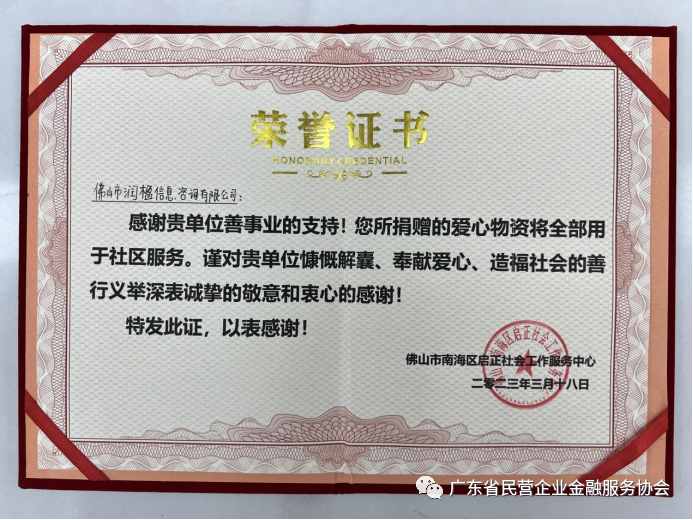 荣誉证书
HONORARY CREDENTIAL
佛山市润楹信息咨询有限公司:
感谢贵单位善事业的支持!您所捐赠的爱心物资将全部用
于社区服务。谨对贵单位慷慨解囊、奉献爱心、造福社会的善
行义举深表诚挚的敬意和衷心的感谢!
特发此证,以表感谢!
佛山市南海区启正社会工作服务中心
二零二三年三月十八日
广东省民营企业金融服务协会